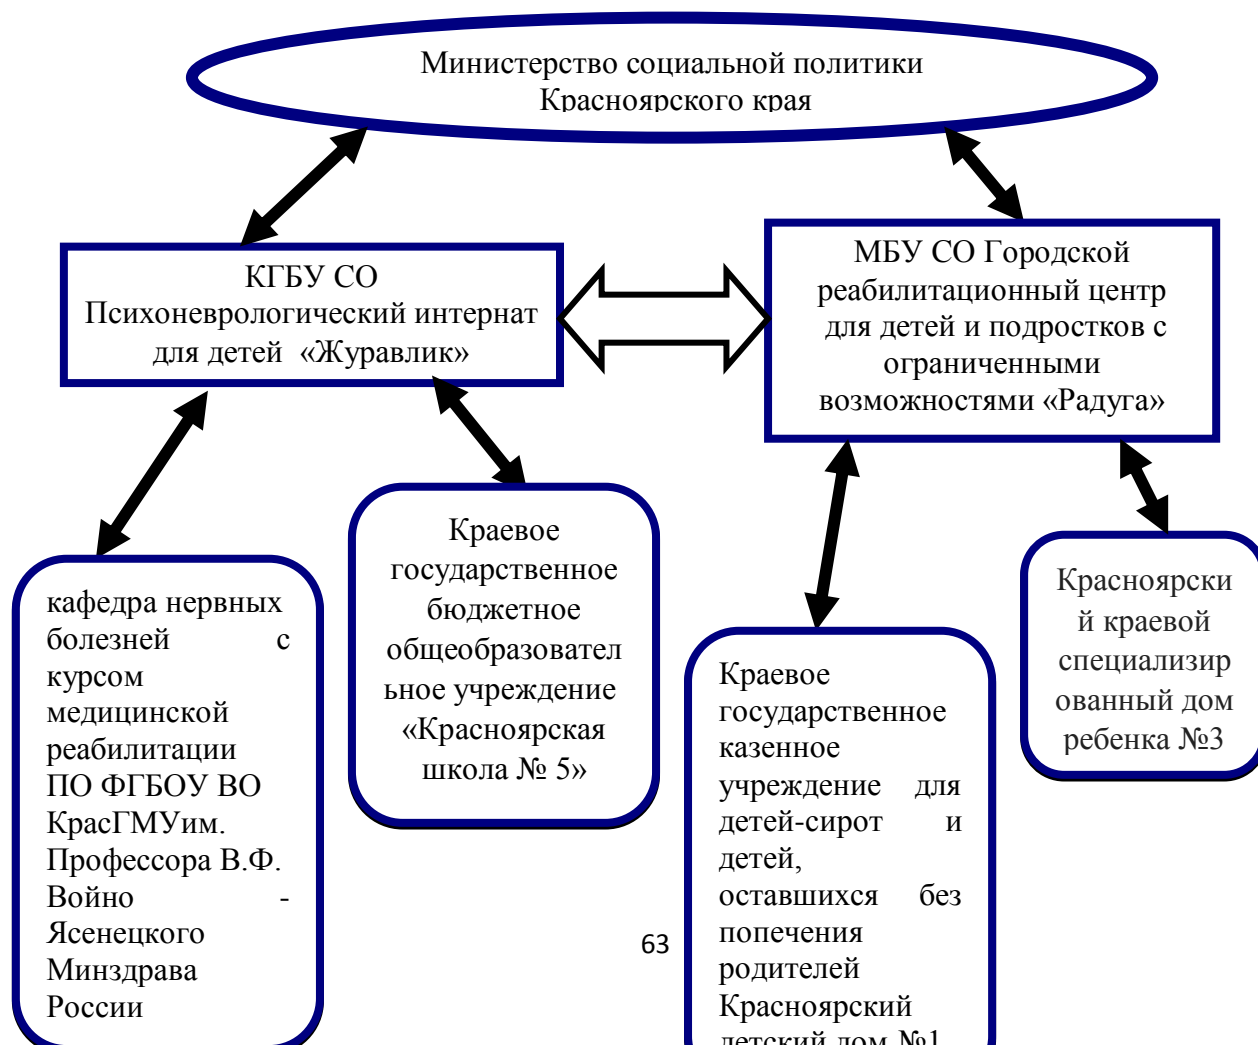 Министерство социальной политики
Красноярского края
КГБУ СО
Психоневрологический интернат
для детей «Журавлик»
МБУ СО Городской
реабилитационный центр
для детей и подростков с
ограниченными
возможностями «Радуга»
кафедра нервных
болезней с
курсом
медицинской
реабилитации
ПО ФГБОУ ВО
КрасГМУим.
Профессора В.Ф.
Войно -
Ясенецкого
Минздрава
России
Краевое
государственное
бюджетное
общеобразовател
ьное учреждение
«Красноярская
школа № 5»
Краевое
государственное
казенное
учреждение для
детей-сирот и
детей,
оставшихся без
попечения
родителей
Красноярский
детский дом №1
Красноярски
й краевой
специализир
ованный дом
ребенка №3
63